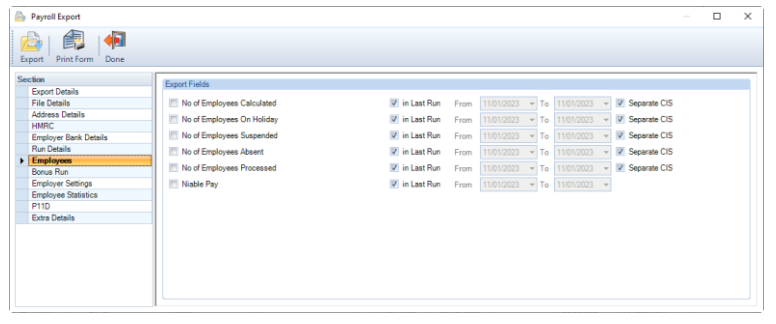 Payroll Export
Export Print Form Done
Section
Export Details
File Details
Address Details
HMRC
Employer Bank Details
Run Details
Employees
Bonus Run
Employer Settings
Employee Statistics
P11D
Extra Details
Export Fields
No of Employees Calculated in Last Run From 11/01/2023 To 11/01/2023 Separate CIS
No of Employees On Holiday in Last Run From 11/01/2023 To 11/01/2023 Separate CIS
No of Employees Suspended in Last Run From 11/01/2023 To 11/01/2023 Separate CIS
No of Employees Absent in Last Run From 11/01/2023 To 11/01/2023 Separate CIS
No of Employees Processed in Last Run From 11/01/2023 To 11/01/2023 Separate CIS
Niable Pay in Last Run From 11/01/2023 To 11/01/2023